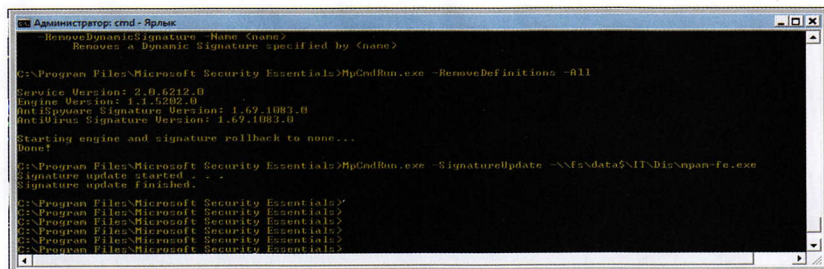 Администратор: cmd - Ярлык
-RemoveDynamicSignature -Name <name>
Removes a Dynamic Signature specified by <name>
C:\Program Files\Microsoft Security Essentials>MpCmdRun.exe -RemoveDefinitions -All
Service Version: 2.0.6212.0
Engine Version: 1.1.5202.0
AntiSpyware Signature Version: 1.69.1083.0
AntiVirus Signature Version: 1.69.1083.0
Starting engine and signature rollback to none...
Done!
C:\Program Files\Microsoft Security Essentials>MpCmdRun.exe -SignatureUpdate -\\fs\data$\IT\Dis\mpam-fe.exe
Signature update started . . .
Signature update finished.
C:\Program Files\Microsoft Security Essentials>'
C:\Program Files\Microsoft Security Essentials>
C:\Program Files\Microsoft Security Essentials>
C:\Program Files\Microsoft Security Essentials>
C:\Program Files\Microsoft Security Essentials>
C:\Program Files\Microsoft Security Essentials>